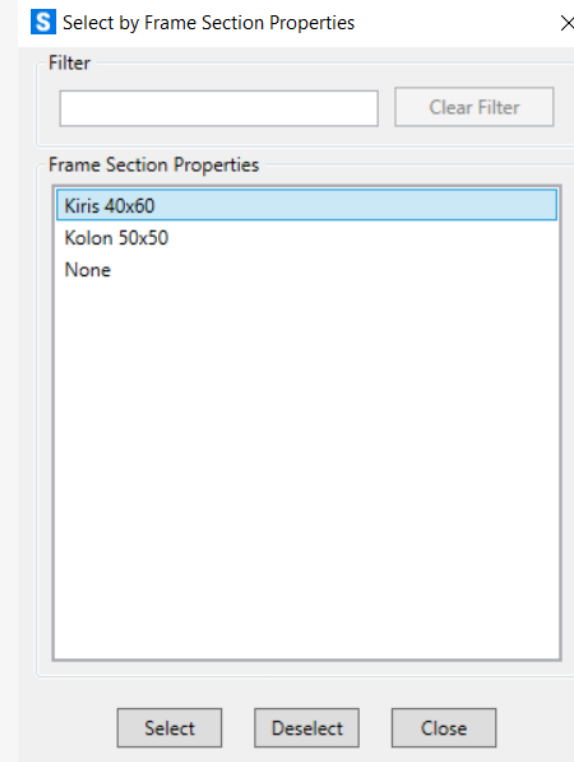 S Select by Frame Section Properties
Filter
Clear Filter
Frame Section Properties
Kiris 40x60
Kolon 50x50
None
Select Deselect Close